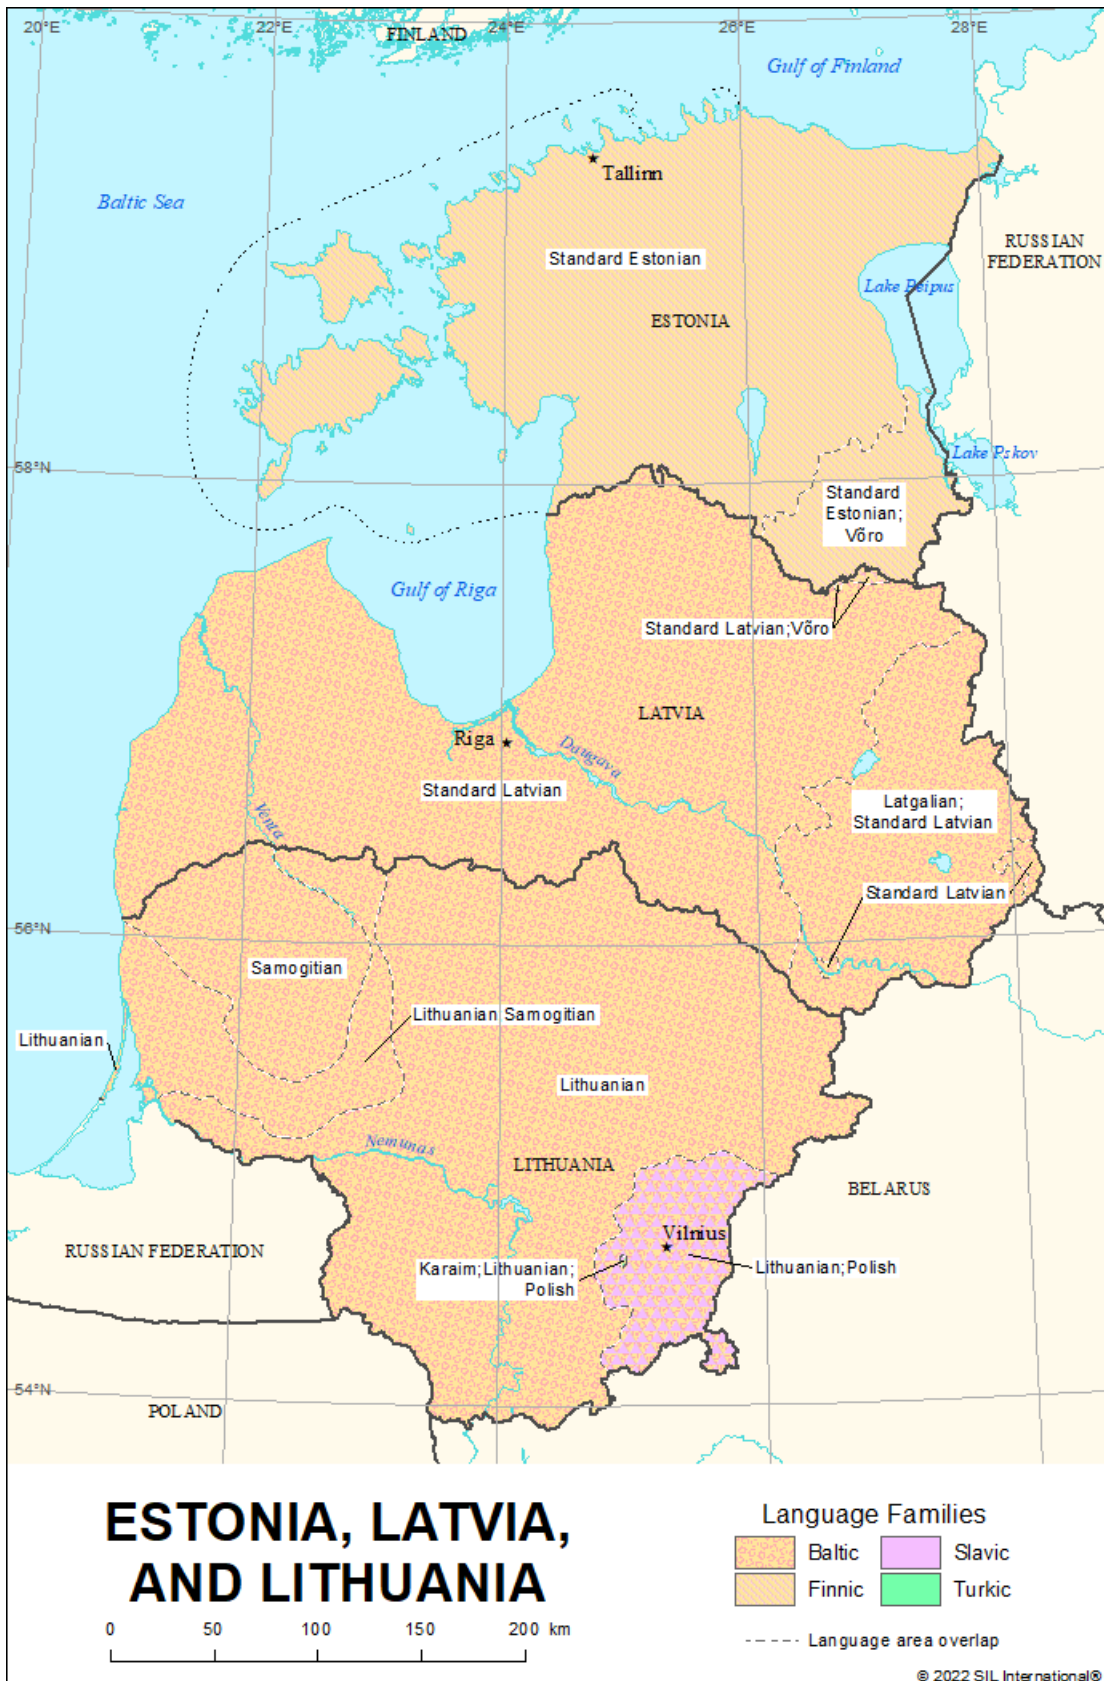 20°E
22°E
24°E
26°E
28°E
FINLAND
Gulf of Finland
Tallinn
Baltic Sea
RUSSIAN
FEDERATION
Standard Estonian
Lake Peipus
ESTONIA
58°N
Lake Pskov
Standard
Estonian;
Võro
Gulf of Riga
Standard Latvian;Võro
LATVIA
Riga
Daugava
Standard Latvian
Venta
Latgalian;
Standard Latvian
Standard Latvian
56°N
Samogitian
Lithuanian Samogitian
Lithuanian
Lithuanian
Nemunas
LITHUANIA
BELARUS
Vilnius
RUSSIAN FEDERATION
Karaim;Lithuanian;
Polish
Lithuanian;Polish
54°N
POLAND
ESTONIA, LATVIA,
AND LITHUANIA
0 50 100 150 200 km
Language Families
Baltic
Slavic
Finnic
Turkic
Language area overlap
© 2022 SIL International®